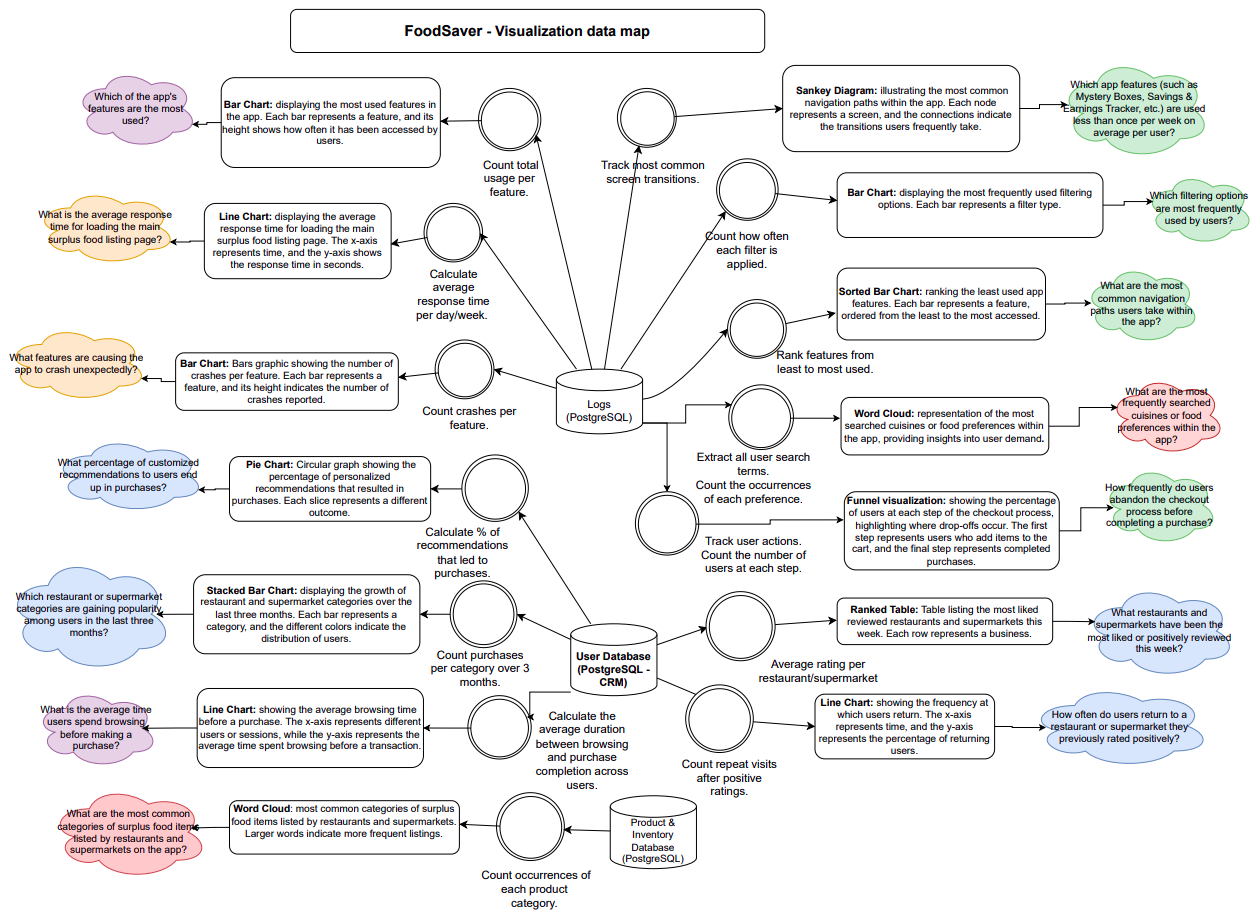 FoodSaver - Visualization data map
Which of the app's
features are the most
used?
Bar Chart: displaying the most used features in
the app. Each bar represents a feature, and its
height shows how often it has been accessed by
users.
Count total
usage per
feature.
Track most common
screen transitions.
Sankey Diagram: illustrating the most common
navigation paths within the app. Each node
represents a screen, and the connections indicate
the transitions users frequently take.
Which app features (such as
Mystery Boxes, Savings &
Earnings Tracker, etc.) are used
less than once per week on
average per user?
What is the average response
time for loading the main
surplus food listing page?
Line Chart: displaying the average
response time for loading the main
surplus food listing page. The x-axis
represents time, and the y-axis shows
the response time in seconds.
Calculate
average
response time
per day/week.
Count how often
each filter is
applied.
Bar Chart: displaying the most frequently used filtering
options. Each bar represents a filter type.
Which filtering options
are most frequently
used by users?
Rank features from
least to most used.
Sorted Bar Chart: ranking the least used app
features. Each bar represents a feature,
ordered from the least to the most accessed.
What are the most
common navigation
paths users take within
the app?
What features are causing the
app to crash unexpectedly?
Bar Chart: Bars graphic showing the number of
crashes per feature. Each bar represents a
feature, and its height indicates the number of
crashes reported.
Count crashes per
feature.
Logs
(PostgreSQL)
Extract all user search
terms.
Count the occurrences
of each preference.
Word Cloud: representation of the most
searched cuisines or food preferences within
the app, providing insights into user demand.
What are the most
frequently searched
cuisines or food
preferences within the
app?
What percentage of customized
recommendations to users end
up in purchases?
Pie Chart: Circular graph showing the
percentage of personalized
recommendations that resulted in
purchases. Each slice represents a different
outcome.
Calculate % of
recommendations
that led to
purchases.
Track user actions.
Count the number of
users at each step.
Funnel visualization: showing the percentage
of users at each step of the checkout process,
highlighting where drop-offs occur. The first
step represents users who add items to the
cart, and the final step represents completed
purchases.
How frequently do users
abandon the checkout
process before
completing a purchase?
Which restaurant or supermarket
categories are gaining popularity
among users in the last three
months?
Stacked Bar Chart: displaying the growth of
restaurant and supermarket categories over the
last three months. Each bar represents a
category, and the different colors indicate the
distribution of users.
Count purchases
per category over 3
months.
User Database
(PostgreSQL -
CRM)
Average rating per
restaurant/supermarket
Ranked Table: Table listing the most liked
reviewed restaurants and supermarkets this
week. Each row represents a business.
What restaurants and
supermarkets have been the
most liked or positively reviewed
this week?
What is the average time
users spend browsing
before making a
purchase?
Line Chart: showing the average browsing time
before a purchase. The x-axis represents different
users or sessions, while the y-axis represents the
average time spent browsing before a transaction.
Calculate the
average duration
between browsing
and purchase
completion across
users.
Count repeat visits
after positive
ratings.
Line Chart: showing the frequency at
which users return. The x-axis
represents time, and the y-axis
represents the percentage of returning
users.
How often do users return to a
restaurant or supermarket they
previously rated positively?
What are the most common
categories of surplus food items
listed by restaurants and
supermarkets on the app?
Word Cloud: most common categories of surplus
food items listed by restaurants and supermarkets.
Larger words indicate more frequent listings.
Count occurrences of
each product
category.
Product &
Inventory
Database
(PostgreSQL)